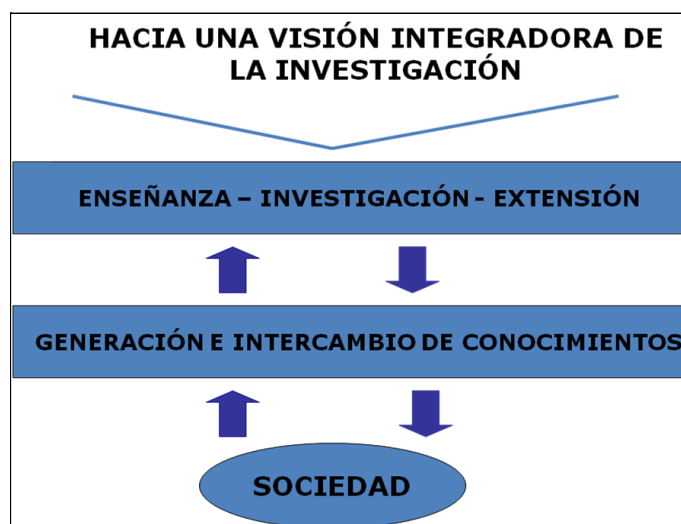 HACIA UNA VISIÓN INTEGRADORA DE
LA INVESTIGACIÓN
ENSEÑANZA – INVESTIGACIÓN - EXTENSIÓN
GENERACIÓN E INTERCAMBIO DE CONOCIMIENTOS
SOCIEDAD